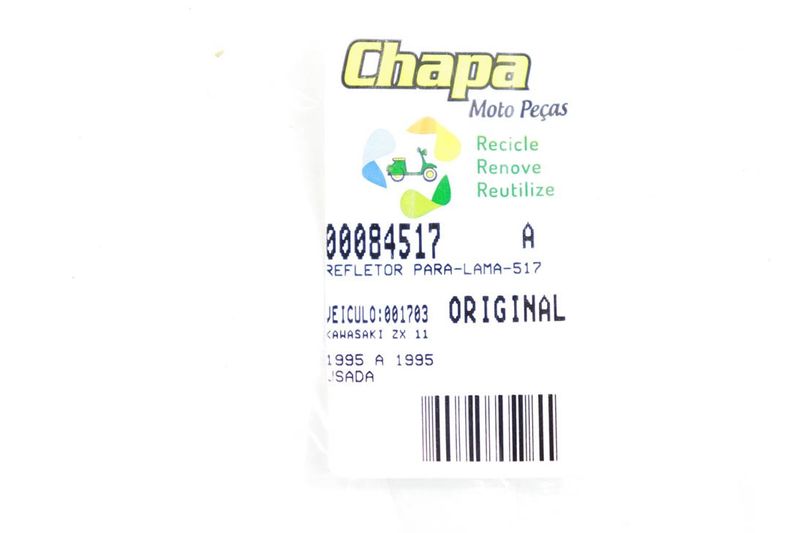 Chapa
Moto Peças
Recicle
Renove
Reutilize
00084517 A
REFLETOR PARA-LAMA-517
VEICULO:001703 ORIGINAL
KAWASAKI ZX 11
1995 A 1995
USADA